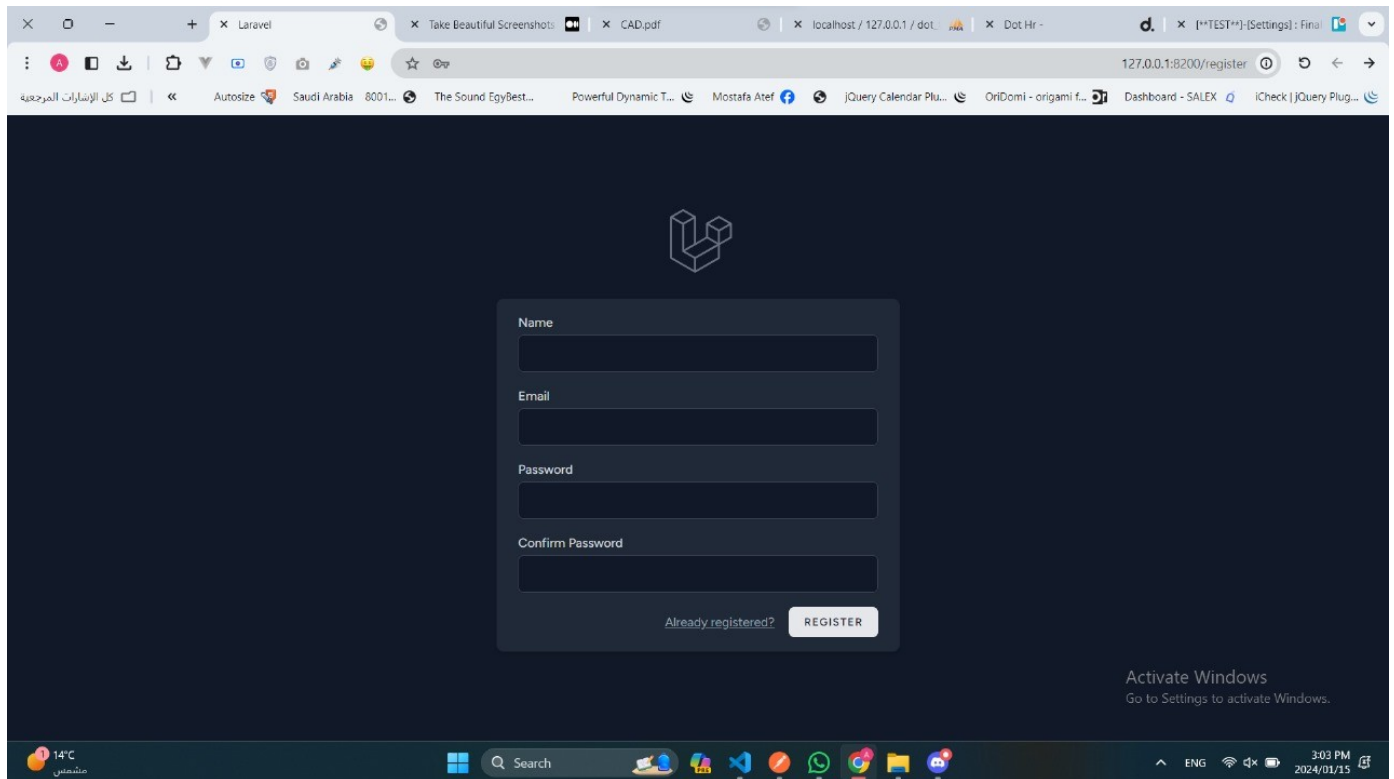 Laravel
Take Beautiful Screenshots
CAD.pdf
localhost / 127.0.0.1 / dot_
Dot Hr -
d.
[**TEST**]-[Settings] : Final
A
127.0.0.1:8200/register
كل الإشارات المرجعية
Autosize
Saudi Arabia
8001...
The Sound EgyBest...
Powerful Dynamic T...
Mostafa Atef
jQuery Calendar Plu...
OriDomi - origami f...
Dashboard - SALEX
iCheck | jQuery Plug...
Name
Email
Password
Confirm Password
Already registered?
REGISTER
Activate Windows
Go to Settings to activate Windows.
1
14°C
مشمس
Search
ENG
3:03 PM
2024/01/15